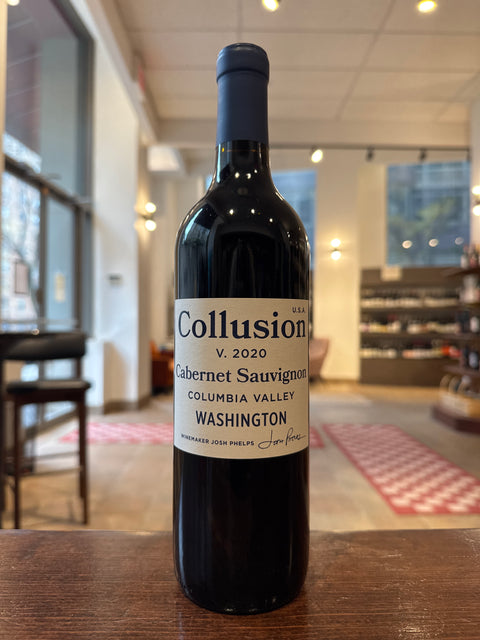 U.S.A.
Collusion
V. 2020
Cabernet Sauvignon
COLUMBIA VALLEY
WASHINGTON
WINEMAKER JOSH PHELPS